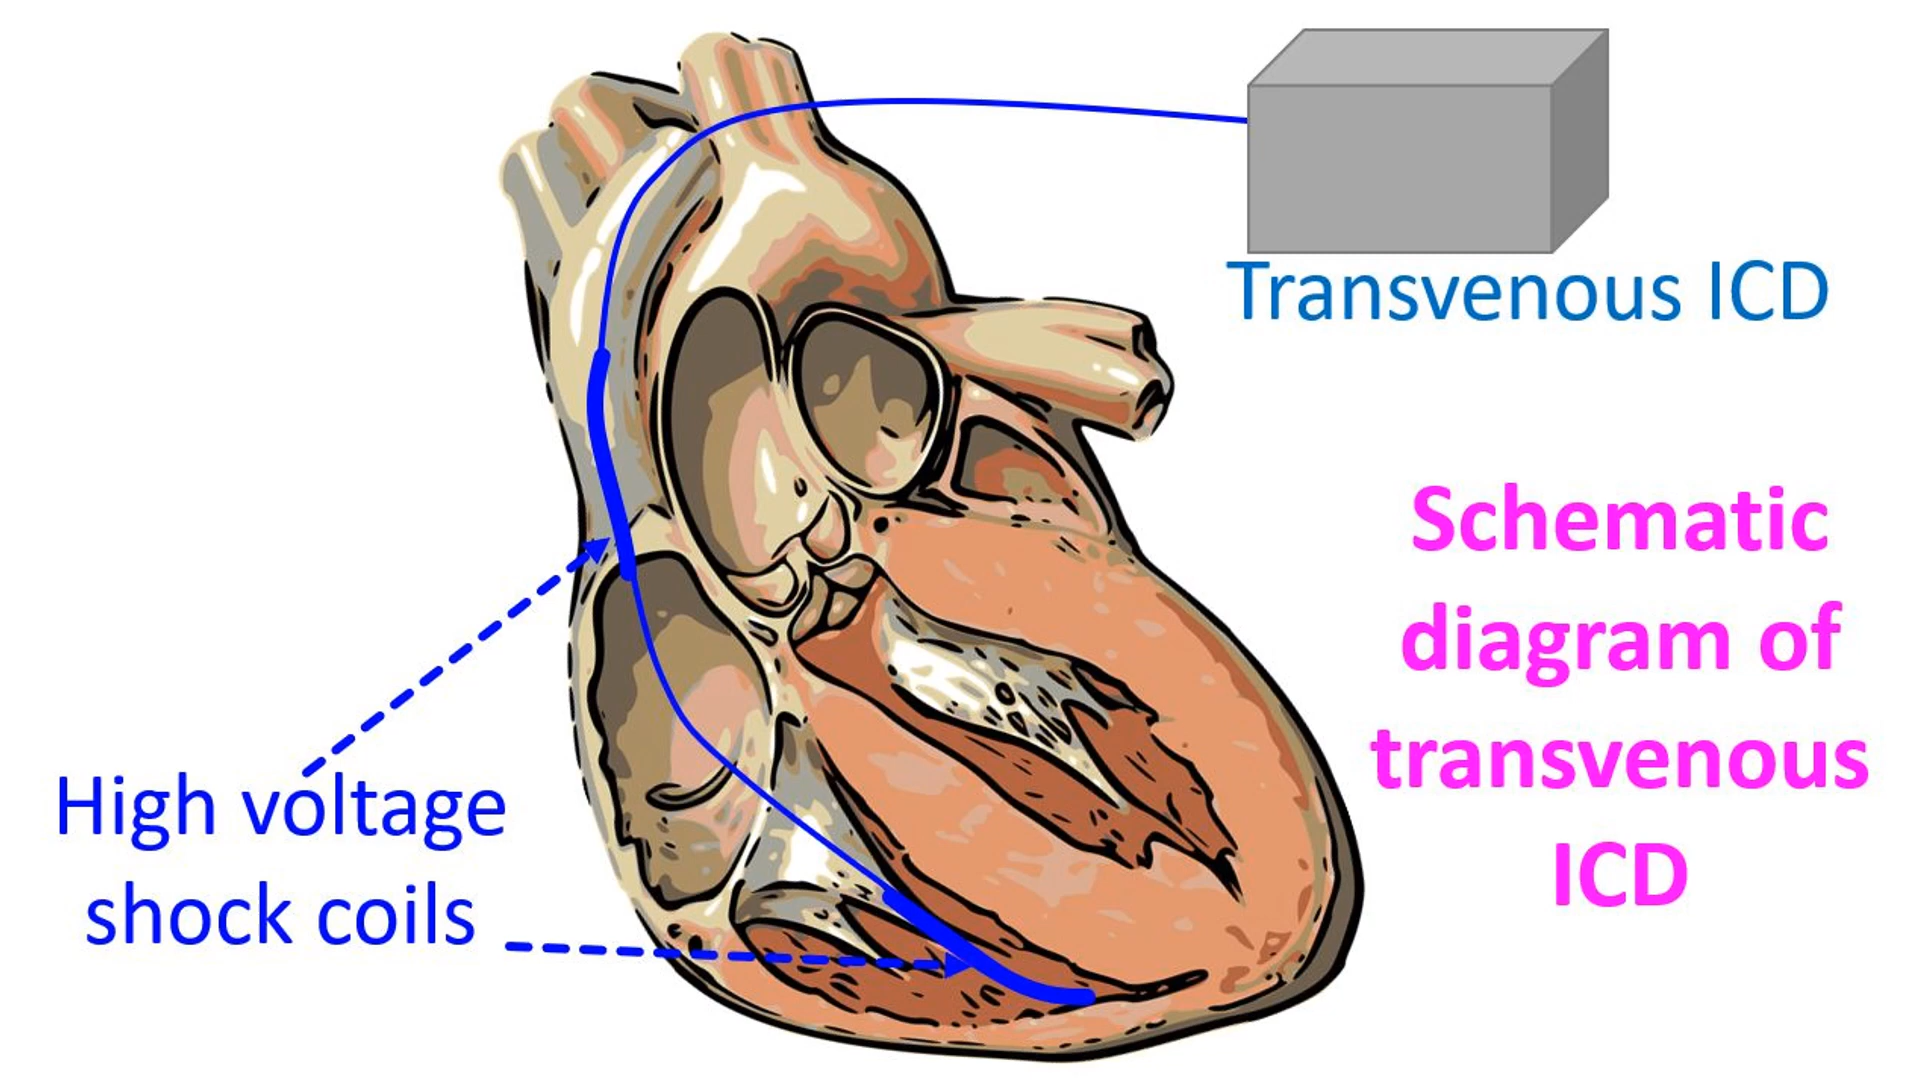 Transvenous ICD
Schematic
diagram of
transvenous
ICD
High voltage
shock coils